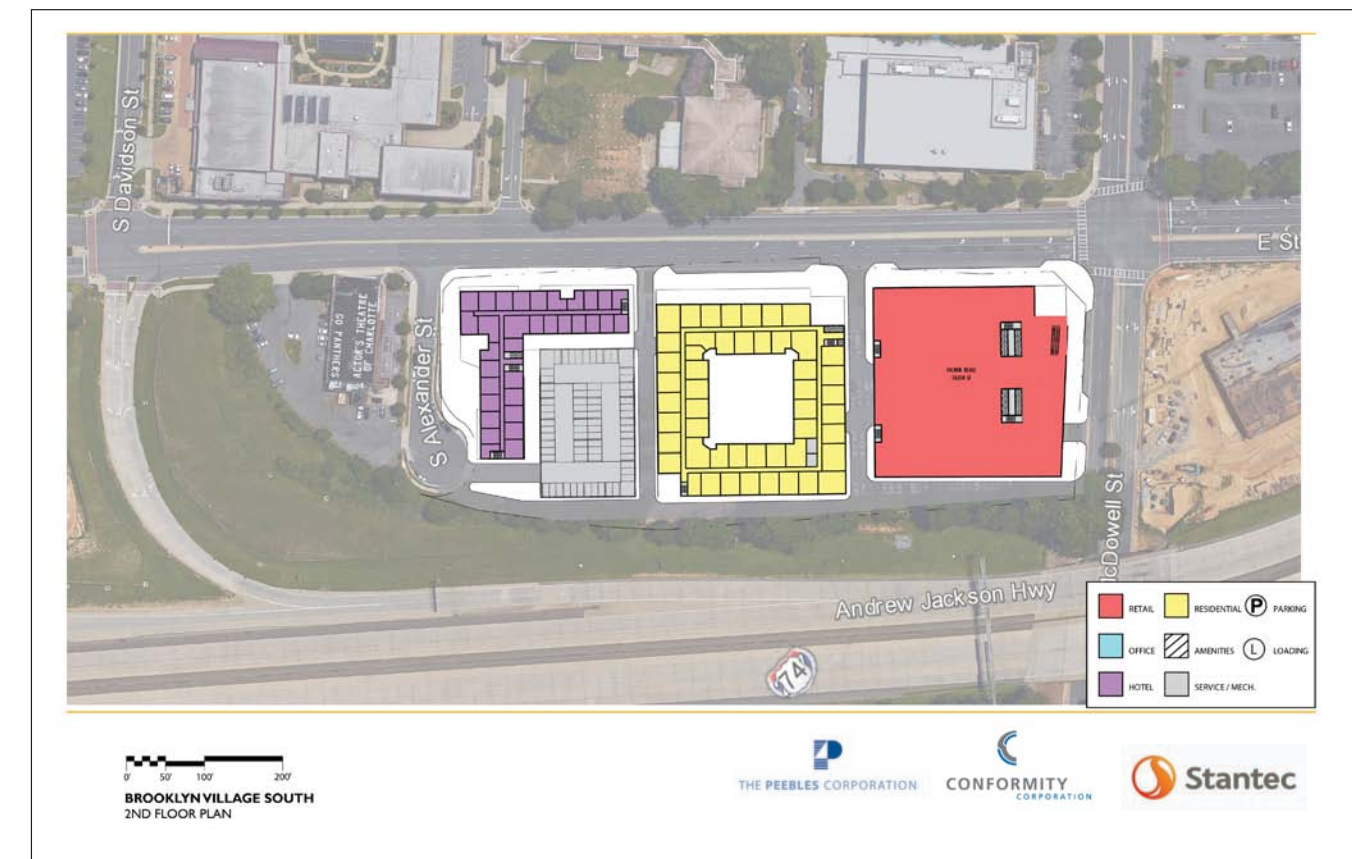 S Davidson St
E St
GO PANTHERS
ACTOR'S THEATRE
OF CHARLOTTE
S Alexander St
McDowell St
Andrew Jackson Hwy
74
RETAIL
RESIDENTIAL
P
PARKING
OFFICE
AMENITIES
L
LOADING
HOTEL
SERVICE / MECH.
0' 50' 100' 200'
BROOKLYN VILLAGE SOUTH
2ND FLOOR PLAN
THE PEEBLES CORPORATION
CONFORMITY
CORPORATION
Stantec